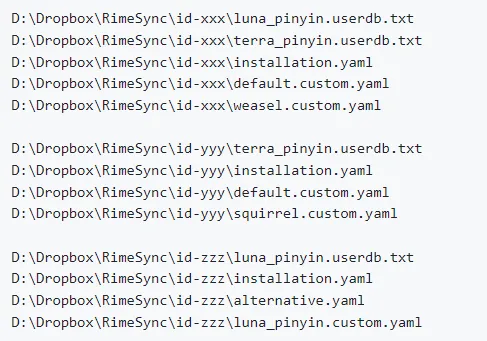 D:\Dropbox\RimeSync\id-xxx\luna_pinyin.userdb.txt
D:\Dropbox\RimeSync\id-xxx\terra_pinyin.userdb.txt
D:\Dropbox\RimeSync\id-xxx\installation.yaml
D:\Dropbox\RimeSync\id-xxx\default.custom.yaml
D:\Dropbox\RimeSync\id-xxx\weasel.custom.yaml
D:\Dropbox\RimeSync\id-yyy\terra_pinyin.userdb.txt
D:\Dropbox\RimeSync\id-yyy\installation.yaml
D:\Dropbox\RimeSync\id-yyy\default.custom.yaml
D:\Dropbox\RimeSync\id-yyy\squirrel.custom.yaml
D:\Dropbox\RimeSync\id-zzz\luna_pinyin.userdb.txt
D:\Dropbox\RimeSync\id-zzz\installation.yaml
D:\Dropbox\RimeSync\id-zzz\alternative.yaml
D:\Dropbox\RimeSync\id-zzz\luna_pinyin.custom.yaml